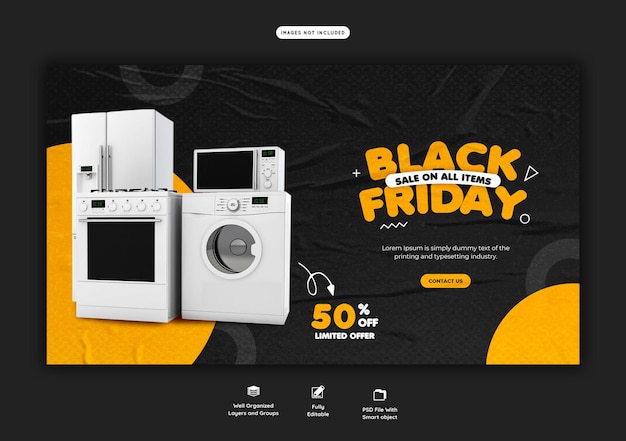 IMAGES NOT INCLUDED
BLACK
SALE ON ALL ITEMS
FRIDAY
Lorem Ipsum is simply dummy text of the
printing and typesetting industry.
CONTACT US
50% OFF
LIMITED OFFER
Well Organized
Layers and Groups
Fully
Editable
PSD File With
Smart object